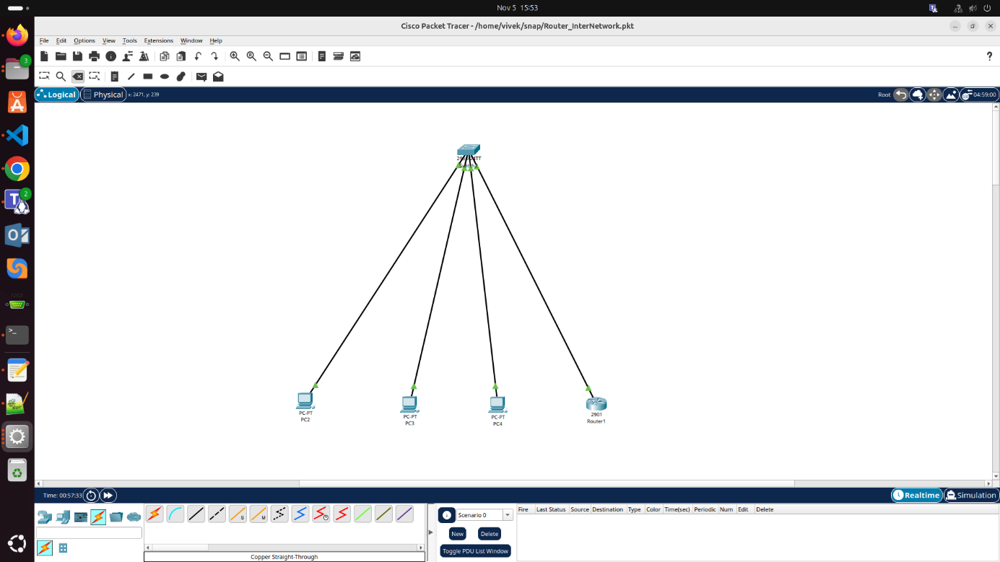 Nov 5 15:53
Cisco Packet Tracer - /home/vivek/snap/Router_InterNetwork.pkt
File Edit Options View Tools Extensions Window Help
Logical Physical x: 2471, y: 239 Root 04:59:00
Switch2
PC-PT
PC2
PC-PT
PC3
PC-PT
PC4
2901
Router1
Time: 00:57:33 Realtime Simulation
Scenario 0
New Delete
Toggle PDU List Window
Fire Last Status Source Destination Type Color Time(sec) Periodic Num Edit Delete
Copper Straight-Through
3
2